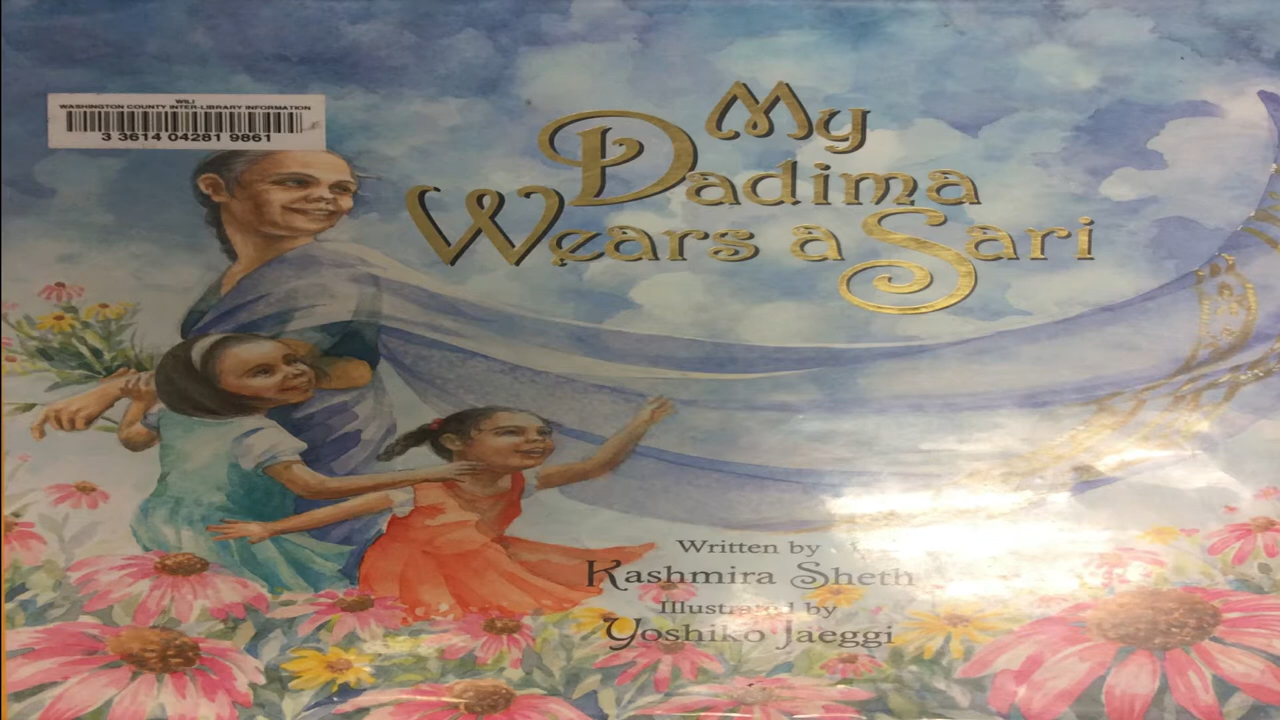 WILI
WASHINGTON COUNTY INTER-LIBRARY INFORMATION
3 3614 04281 9861
My
Dadima
Wears a Sari
Written by
Kashmira Sheth
Illustrated by
Yoshiko Jaeggi